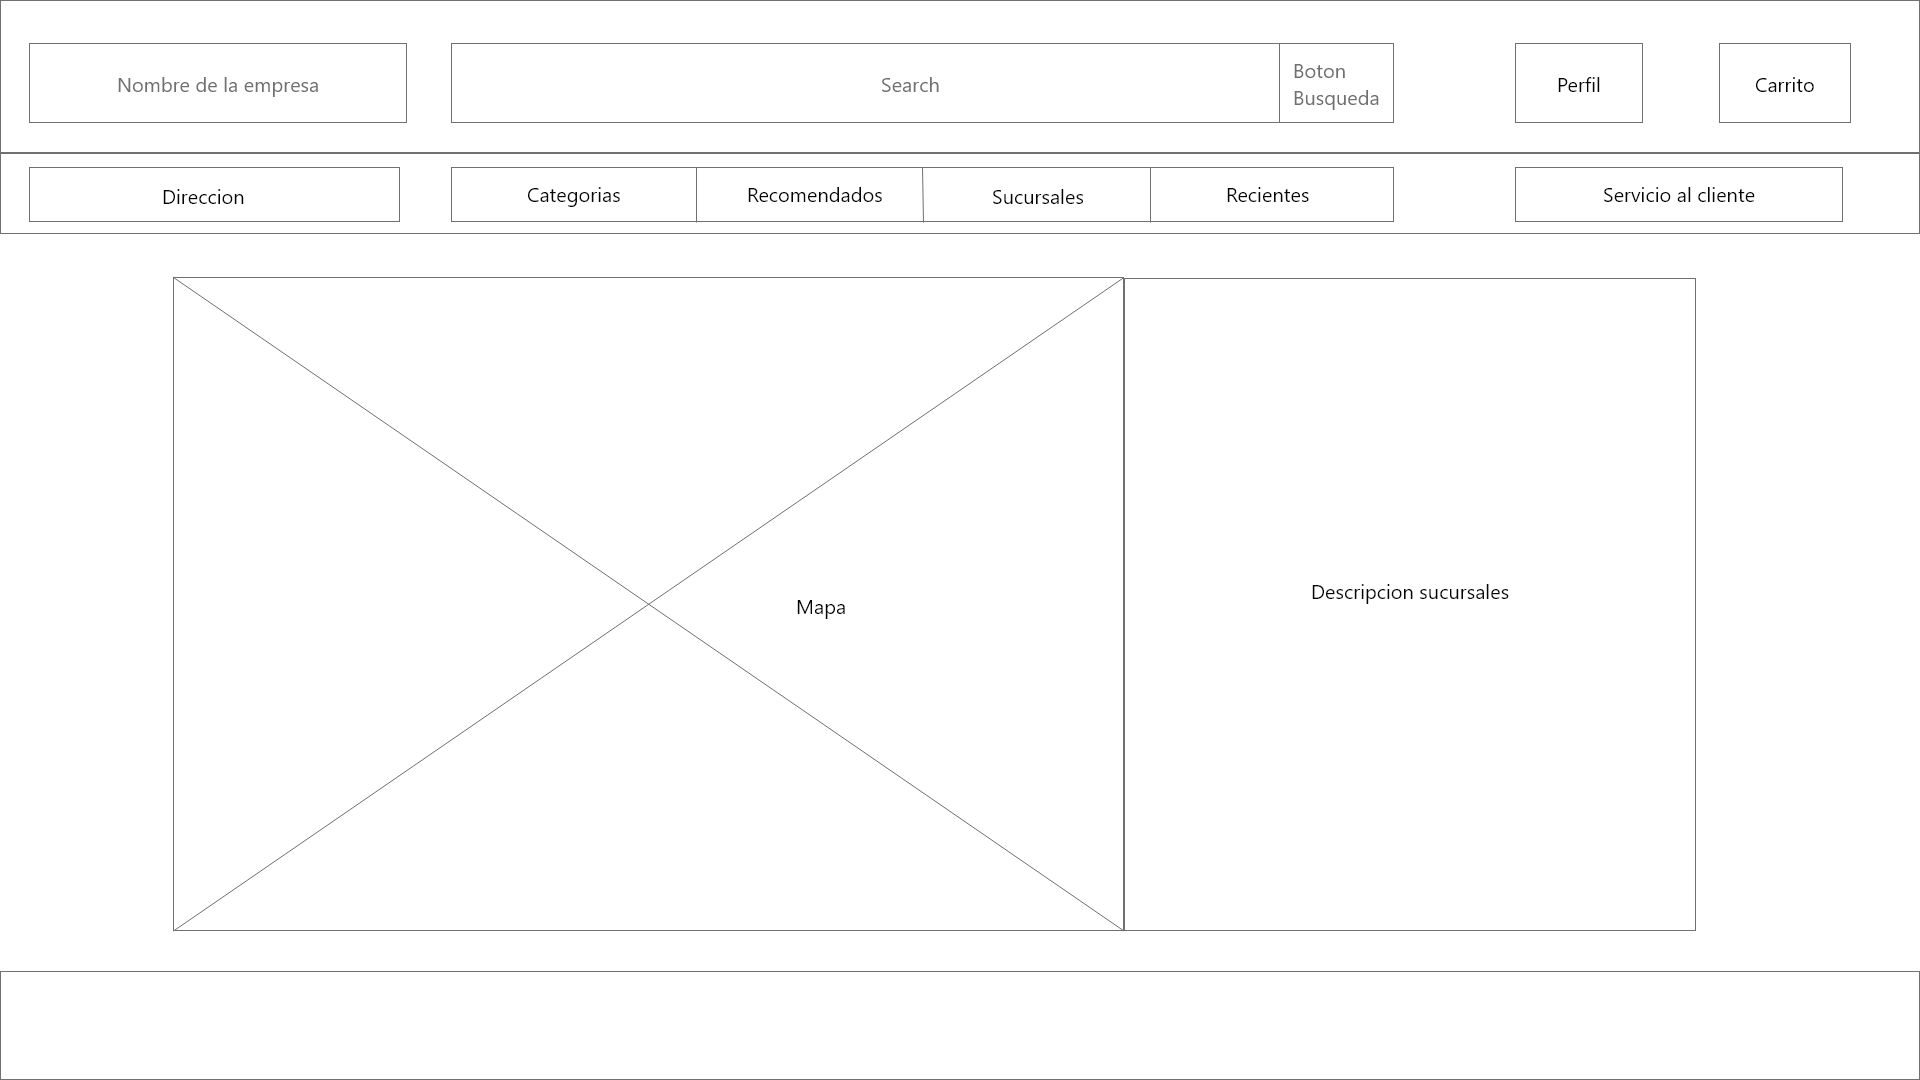 Nombre de la empresa
Search
Boton
Busqueda
Perfil
Carrito
Direccion
Categorias
Recomendados
Sucursales
Recientes
Servicio al cliente
Mapa
Descripcion sucursales